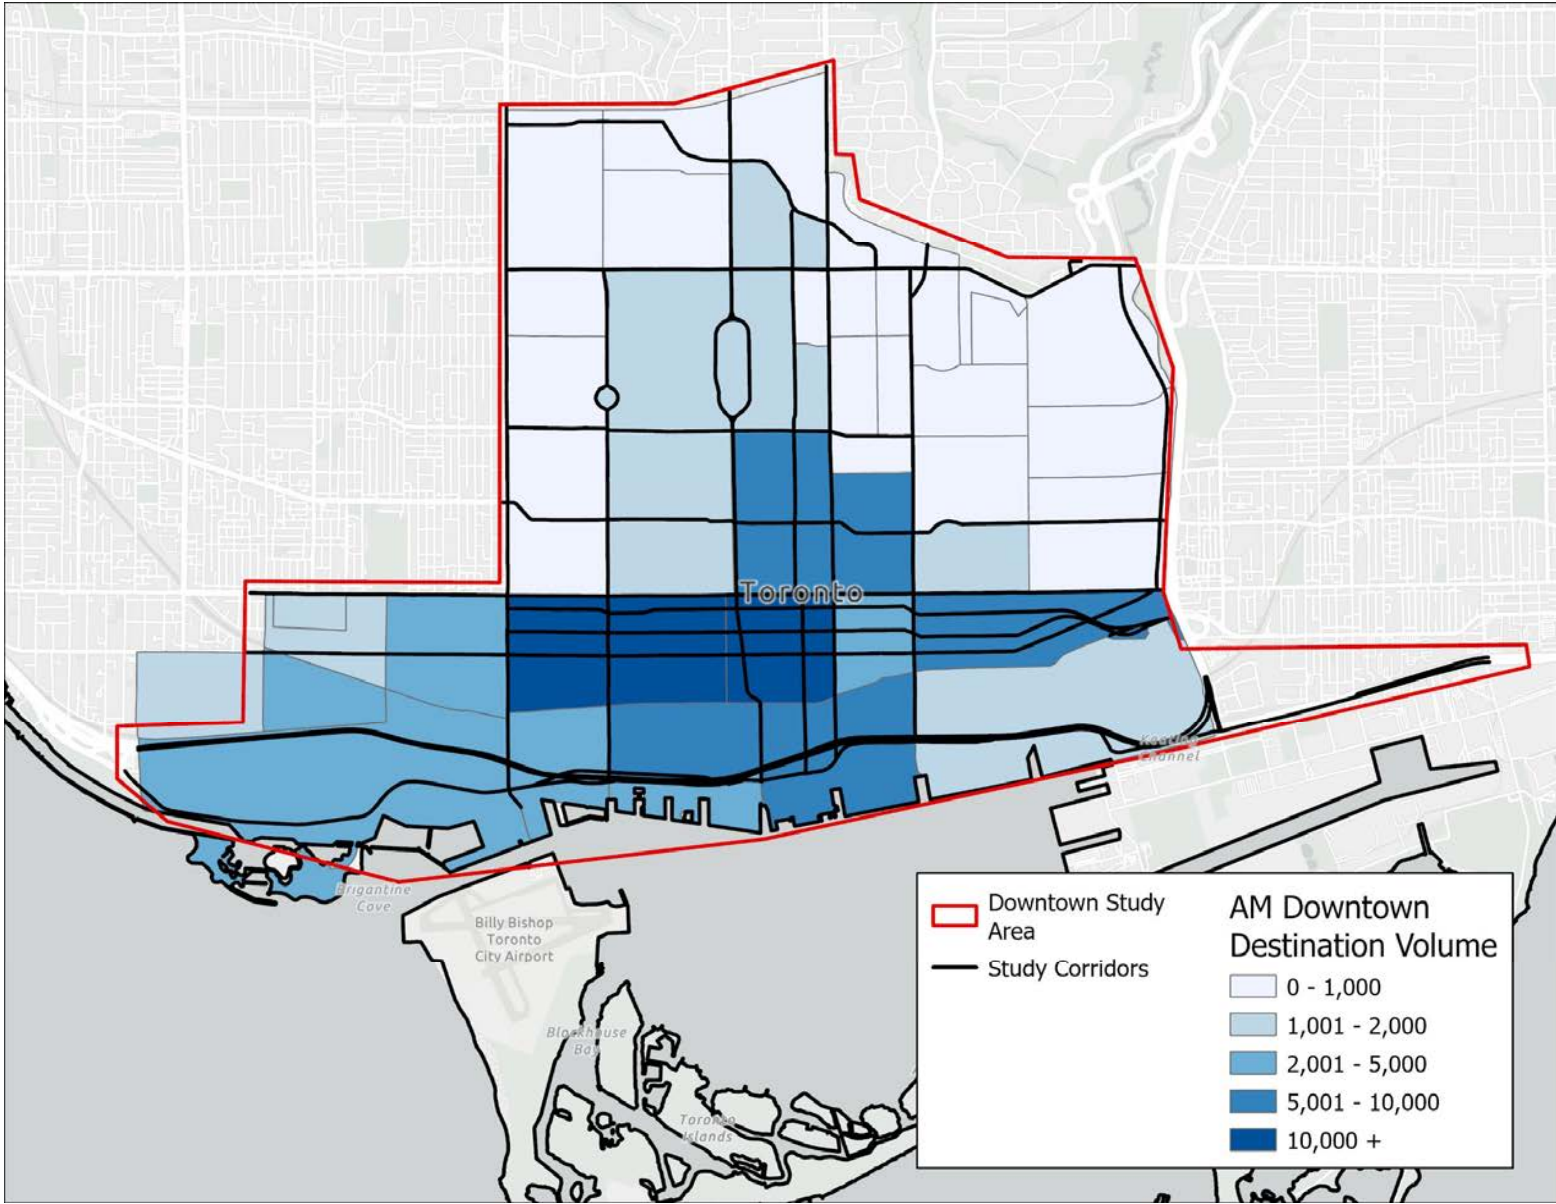 Toronto
Keating
Channel
Brigantine
Cove
Billy Bishop
Toronto
City Airport
Blockhouse
Bay
Toronto
Islands
Downtown Study
Area
Study Corridors
AM Downtown
Destination Volume
0 - 1,000
1,001 - 2,000
2,001 - 5,000
5,001 - 10,000
10,000 +